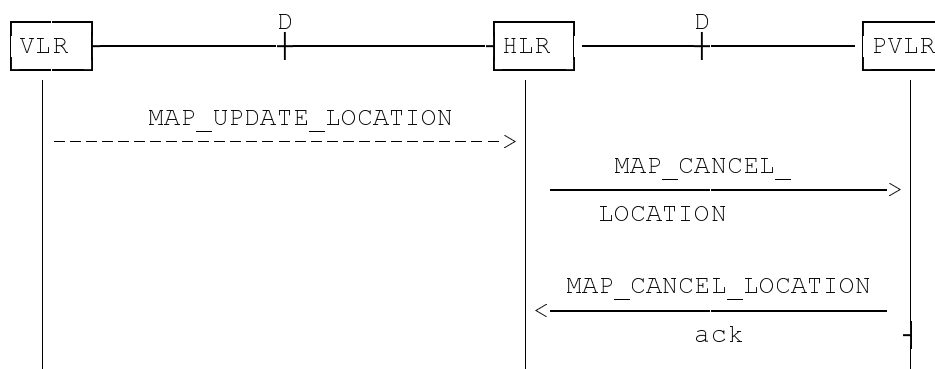 D D
VLR HLR PVLR
MAP_UPDATE_LOCATION
MAP_CANCEL_
LOCATION
MAP_CANCEL_LOCATION
ack